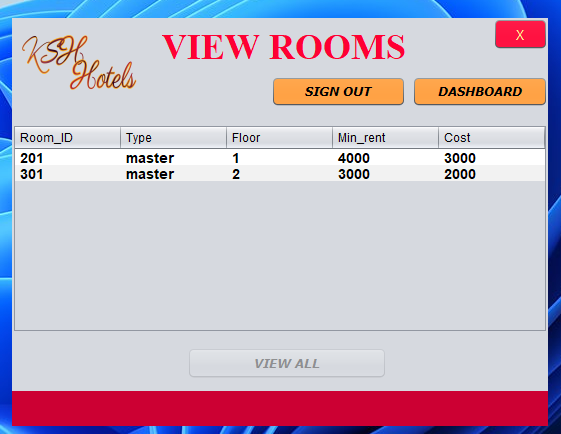 KSH
Hotels
VIEW ROOMS
X
SIGN OUT
DASHBOARD
Room_ID Type Floor Min_rent Cost
201 master 1 4000 3000
301 master 2 3000 2000
VIEW ALL